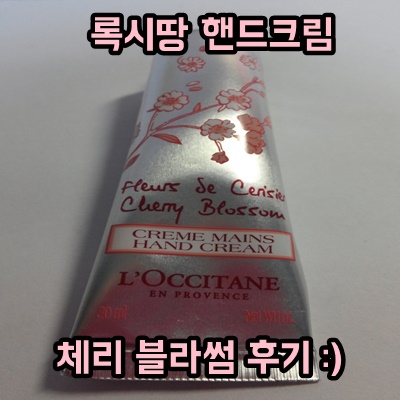 록시땅 핸드크림
Fleurs de Cerisier
Cherry Blossom
CREME MAINS
HAND CREAM
L'OCCITANE
EN PROVENCE
30 ml
체리 블라썸 후기 :)